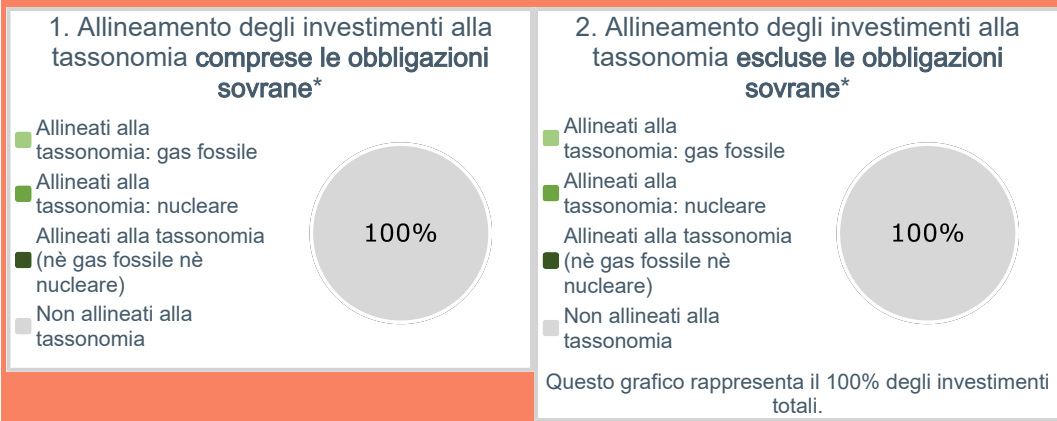 1. Allineamento degli investimenti alla
tassonomia comprese le obbligazioni
sovrane*
Allineati alla
tassonomia: gas fossile
Allineati alla
tassonomia: nucleare
Allineati alla tassonomia
(nè gas fossile nè
nucleare)
Non allineati alla
tassonomia
100%
2. Allineamento degli investimenti alla
tassonomia escluse le obbligazioni
sovrane*
Allineati alla
tassonomia: gas fossile
Allineati alla
tassonomia: nucleare
Allineati alla tassonomia
(nè gas fossile nè
nucleare)
Non allineati alla
tassonomia
100%
Questo grafico rappresenta il 100% degli investimenti
totali.